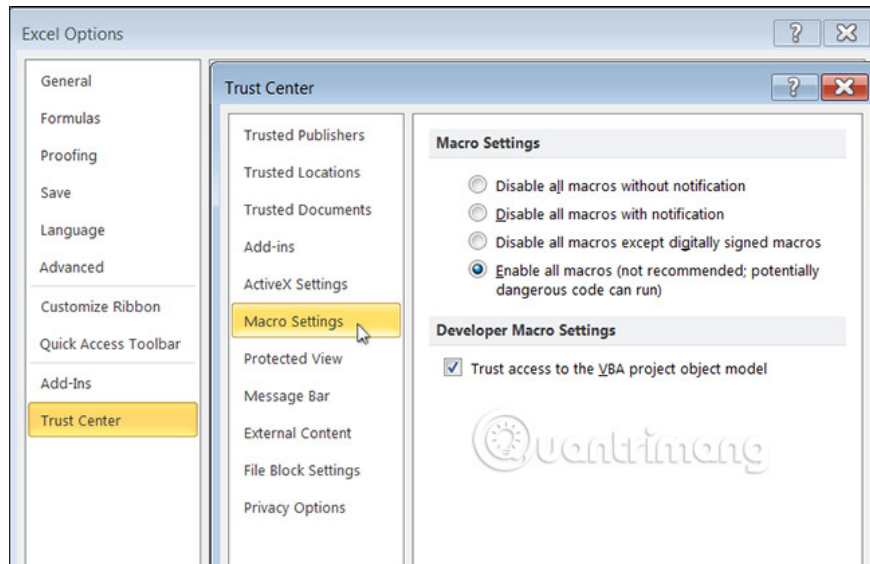 Excel Options
General
Formulas
Proofing
Save
Language
Advanced
Customize Ribbon
Quick Access Toolbar
Add-Ins
Trust Center
Trust Center
Trusted Publishers
Trusted Locations
Trusted Documents
Add-ins
ActiveX Settings
Macro Settings
Protected View
Message Bar
External Content
File Block Settings
Privacy Options
Macro Settings
Disable all macros without notification
Disable all macros with notification
Disable all macros except digitally signed macros
Enable all macros (not recommended; potentially
dangerous code can run)
Developer Macro Settings
Trust access to the VBA project object model
Quantrimang